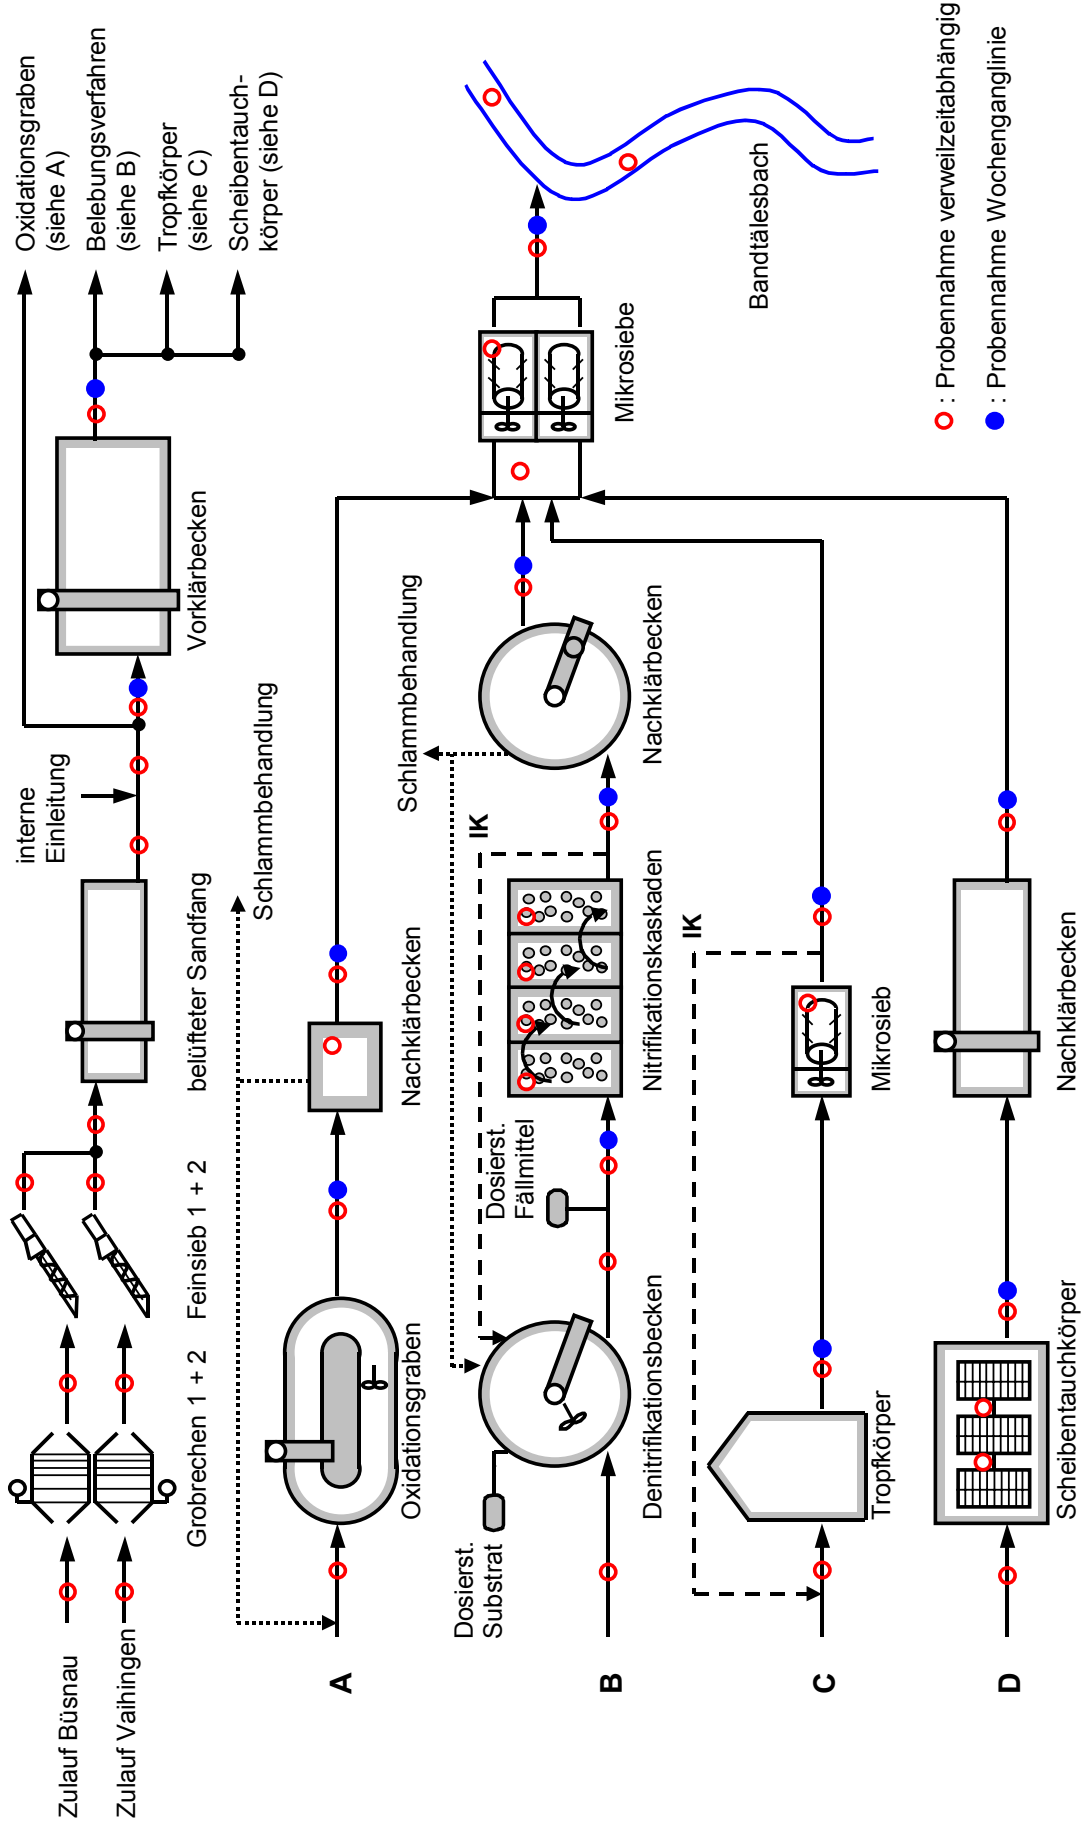 Zulauf Büsnau
Zulauf Vaihingen
Grobrechen 1 + 2
Feinsieb 1 + 2
belüfteter Sandfang
interne
Einleitung
Vorklärbecken
Oxidationsgraben
(siehe A)
Belebungsverfahren
(siehe B)
Tropfkörper
(siehe C)
Scheibentauch-
körper (siehe D)
A
Oxidationsgraben
Nachklärbecken
Schlammbehandlung
B
Dosierst.
Substrat
Denitrifikationsbecken
Dosierst.
Fällmittel
Nitrifikationskaskaden
IK
Schlammbehandlung
Nachklärbecken
Mikrosiebe
Bandtälesbach
C
Tropfkörper
Mikrosieb
IK
D
Scheibentauchkörper
Nachklärbecken
: Probennahme verweilzeitabhängig
: Probennahme Wochenganglinie